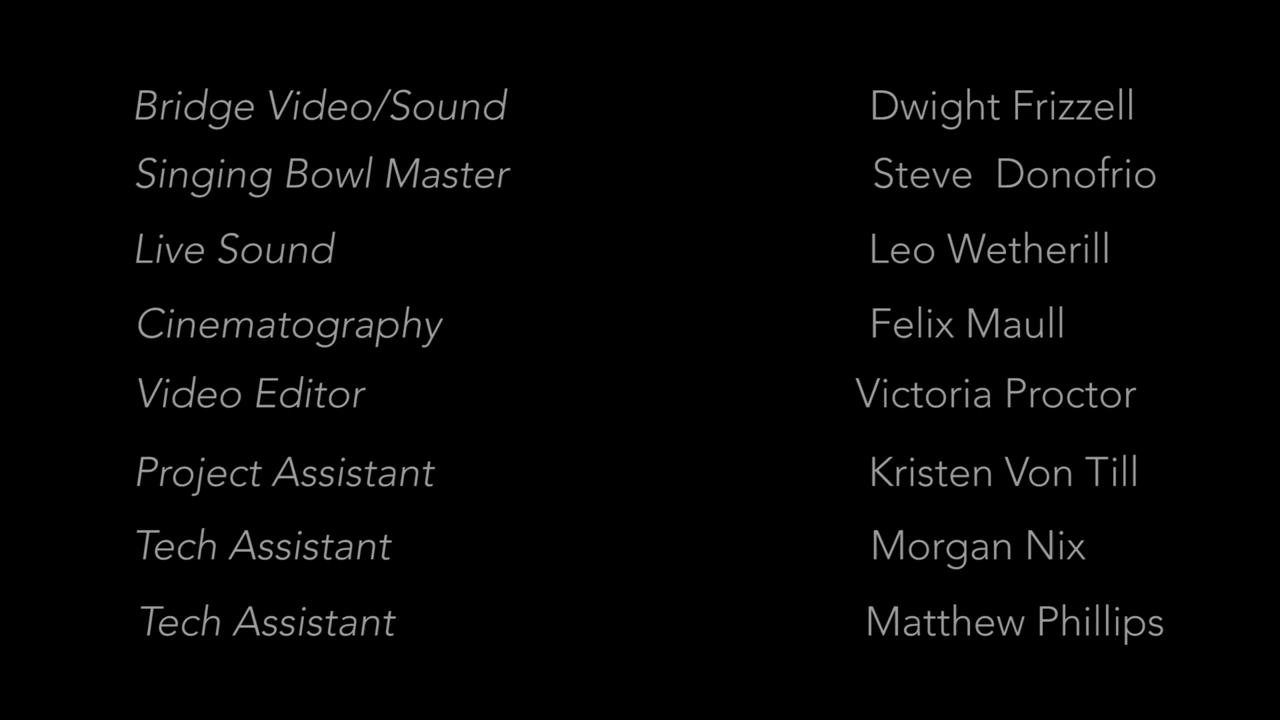 Bridge Video/Sound Dwight Frizzell
Singing Bowl Master Steve Donofrio
Live Sound Leo Wetherill
Cinematography Felix Maull
Video Editor Victoria Proctor
Project Assistant Kristen Von Till
Tech Assistant Morgan Nix
Tech Assistant Matthew Phillips